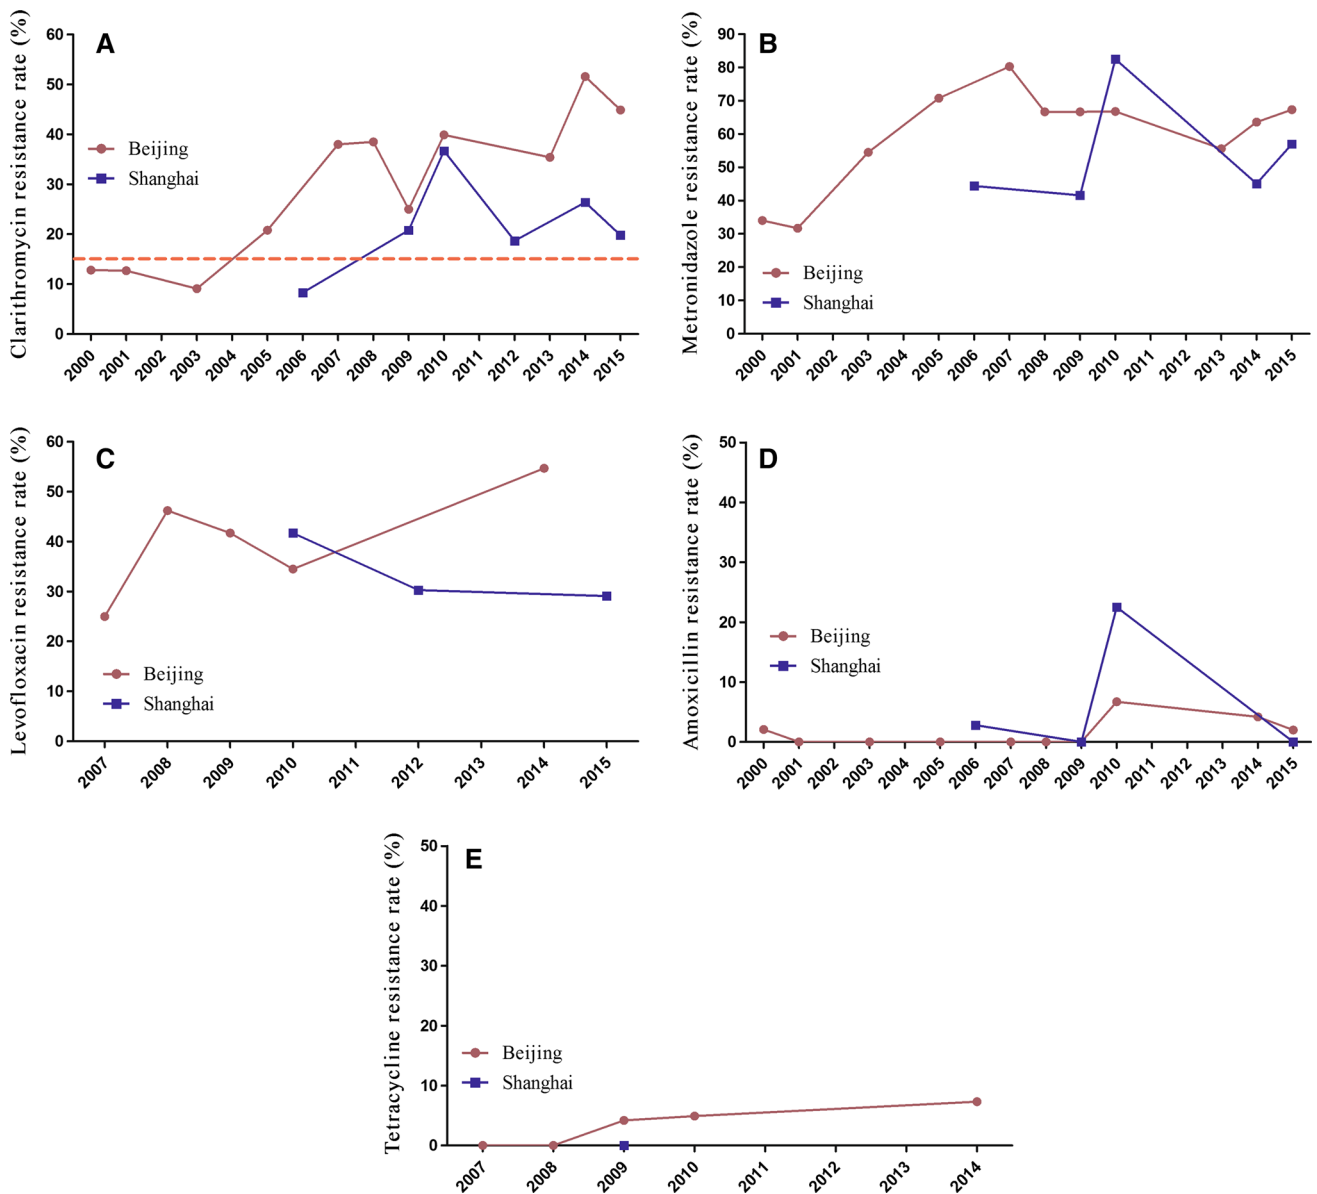 A
Clarithromycin resistance rate (%)
60
50
40
30
20
10
0
Beijing
Shanghai
2000 2001 2002 2003 2004 2005 2006 2007 2008 2009 2010 2011 2012 2013 2014 2015
B
Metronidazole resistance rate (%)
90
80
70
60
50
40
30
20
10
0
Beijing
Shanghai
2000 2001 2002 2003 2004 2005 2006 2007 2008 2009 2010 2011 2012 2013 2014 2015
C
Levofloxacin resistance rate (%)
60
50
40
30
20
10
0
Beijing
Shanghai
2007 2008 2009 2010 2011 2012 2013 2014 2015
D
Amoxicillin resistance rate (%)
50
40
30
20
10
0
Beijing
Shanghai
2000 2001 2002 2003 2004 2005 2006 2007 2008 2009 2010 2011 2012 2013 2014 2015
E
Tetracycline resistance rate (%)
50
40
30
20
10
0
Beijing
Shanghai
2007 2008 2009 2010 2011 2012 2013 2014